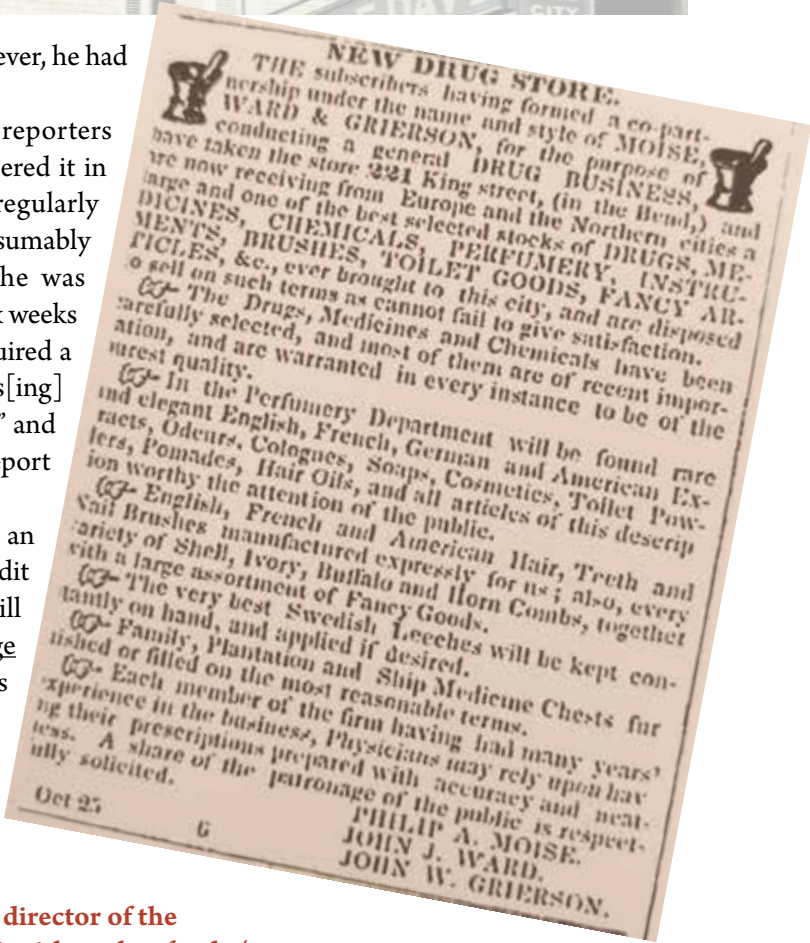 DAY
CITY
ever, he had
reporters
ered it in
regularly
sumably
he was
x weeks
uired a
s[ing]
" and
port
an
dit
ill
ge
s
NEW DRUG STORE.
THE subscribers having formed a co-part-
nership under the name and style of MOISE,
WARD & GRIERSON, for the purpose of
conducting a general DRUG BUSINESS,
have taken the store 221 King street, (in the Bend,) and
are now receiving from Europe and the Northern cities a
large and one of the best selected stocks of DRUGS, ME-
DICINES, CHEMICALS, PERFUMERY, INSTRU-
MENTS, BRUSHES, TOILET GOODS, FANCY AR-
TICLES, &c., ever brought to this city, and are disposed
o sell on such terms as cannot fail to give satisfaction.
The Drugs, Medicines and Chemicals have been
carefully selected, and most of them are of recent impor-
ation, and are warranted in every instance to be of the
urest quality.
In the Perfumery Department will be found rare
ind elegant English, French, German and American Ex-
racts, Odeurs, Colognes, Soaps, Cosmetics, Toilet Pow-
lers, Pomades, Hair Oils, and all articles of this descrip
ion worthy the attention of the public.
English, French and American Hair, Teeth and
Nail Brushes manufactured expressly for us; also, every
variety of Shell, Ivory, Buffalo and Horn Combs, together
with a large assortment of Fancy Goods.
The very best Swedish Leeches will be kept con-
tantly on hand, and applied if desired.
Family, Plantation and Ship Medicine Chests fur
nished or filled on the most reasonable terms.
Each member of the firm having had many years'
xperience in the business, Physicians may rely upon hav
ng their prescriptions prepared with accuracy and neat-
ness. A share of the patronage of the public is respect-
ully solicited.
PHILIP A. MOISE.
JOHN J. WARD.
JOHN W. GRIERSON.
Oct 25
6
director of the